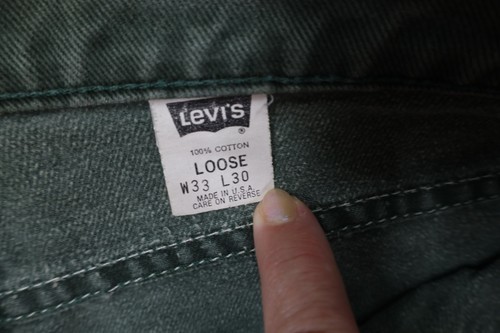 Levi's
®
100% COTTON
LOOSE
W33 L30
MADE IN U.S.A.
CARE ON REVERSE